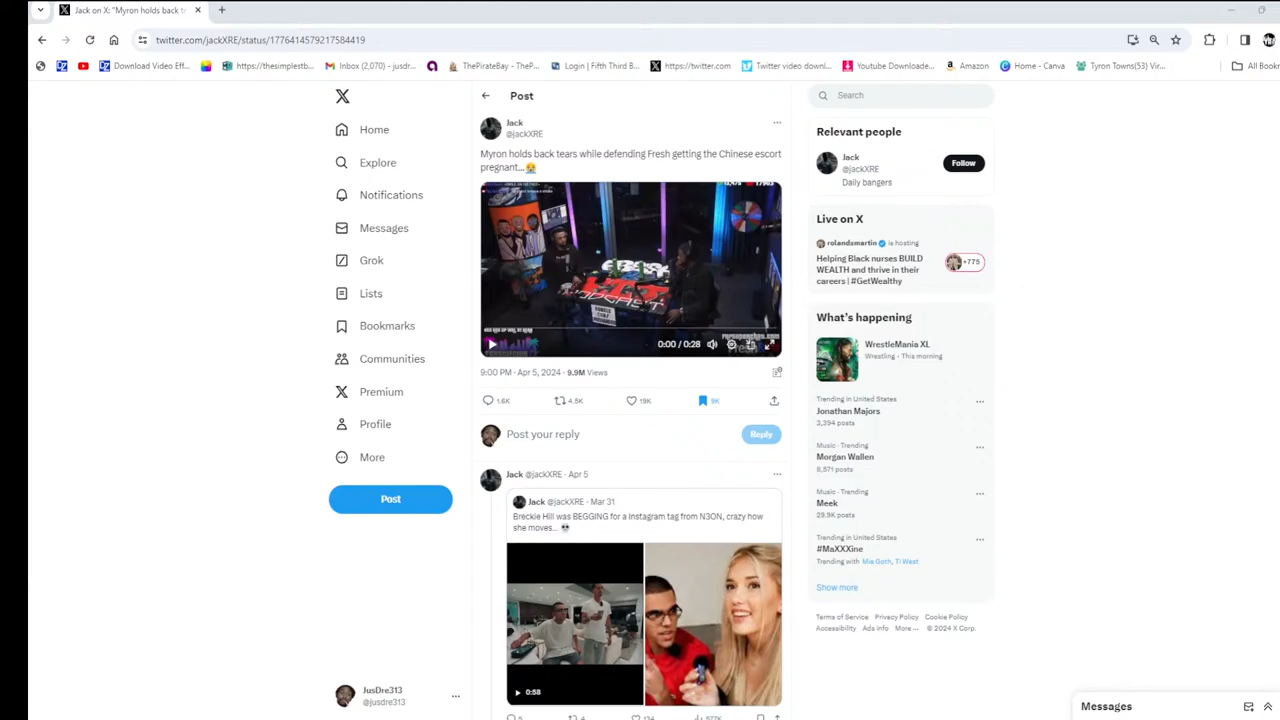 Jack on X: "Myron holds back te
twitter.com/jackXRE/status/1776414579217584419
Download Video Eff...
https://thesimplestb...
Inbox (2,070) - jusdr...
ThePirateBay - TheP...
Login | Fifth Third B...
https://twitter.com
Twitter video downl...
Youtube Downloade...
Amazon
Home - Canva
Tyron Towns(53) Vir...
All Bookr
Home
Explore
Notifications
Messages
Grok
Lists
Bookmarks
Communities
Premium
Profile
More
Post
JusDre313
@jusdre313
Post
Jack
@jackXRE
Myron holds back tears while defending Fresh getting the Chinese escort
pregnant...
PODCAST
0:00 / 0:28
9:00 PM · Apr 5, 2024 · 9.9M Views
1.6K
4.5K
19K
9K
Post your reply
Reply
Jack @jackXRE · Apr 5
Jack @jackXRE · Mar 31
Breckie Hill was BEGGING for a Instagram tag from N3ON, crazy how
she moves...
0:58
5
4
134
577K
Search
Relevant people
Jack
@jackXRE
Daily bangers
Follow
Live on X
rolandsmartin is hosting
Helping Black nurses BUILD
WEALTH and thrive in their
careers | #GetWealthy
+775
What's happening
WrestleMania XL
Wrestling · This morning
Trending in United States
Jonathan Majors
3,394 posts
Music · Trending
Morgan Wallen
8,571 posts
Music · Trending
Meek
29.9K posts
Trending in United States
#MaXXXine
Trending with Mia Goth, Ti West
Show more
Terms of Service Privacy Policy Cookie Policy
Accessibility Ads info More ... © 2024 X Corp.
Messages